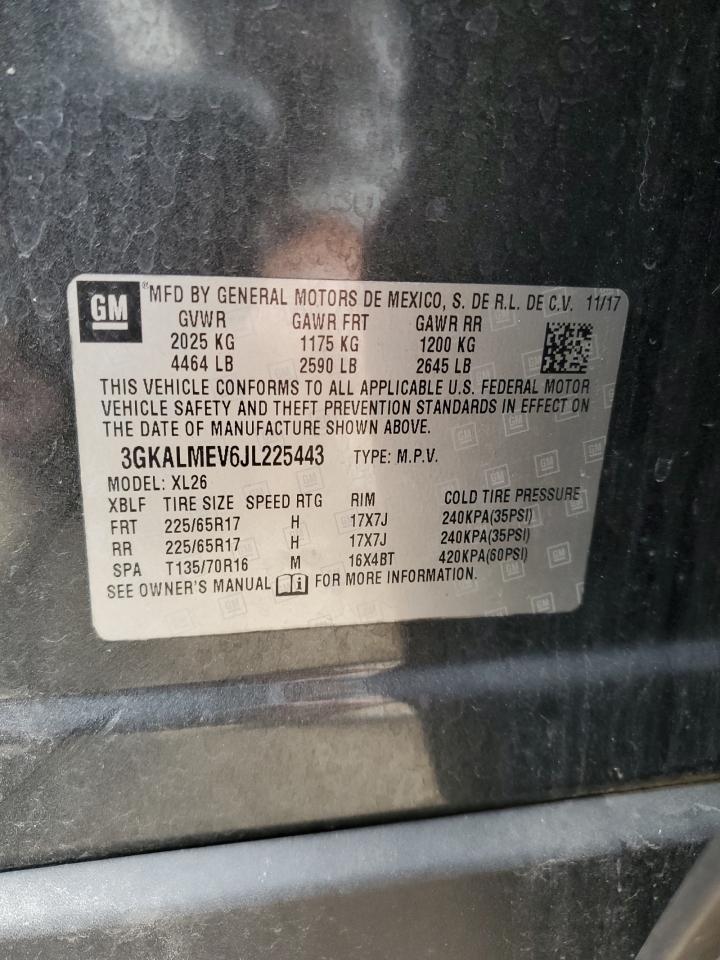 GM ® MFD BY GENERAL MOTORS DE MEXICO, S. DE R.L. DE C.V. 11/17
GVWR GAWR FRT GAWR RR
2025 KG 1175 KG 1200 KG
4464 LB 2590 LB 2645 LB
THIS VEHICLE CONFORMS TO ALL APPLICABLE U.S. FEDERAL MOTOR
VEHICLE SAFETY AND THEFT PREVENTION STANDARDS IN EFFECT ON
THE DATE OF MANUFACTURE SHOWN ABOVE.
3GKALMEV6JL225443 TYPE: M.P.V.
MODEL: XL26
XBLF TIRE SIZE SPEED RTG RIM COLD TIRE PRESSURE
FRT 225/65R17 H 17X7J 240KPA(35PSI)
RR 225/65R17 H 17X7J 240KPA(35PSI)
SPA T135/70R16 M 16X4BT 420KPA(60PSI)
SEE OWNER'S MANUAL FOR MORE INFORMATION.